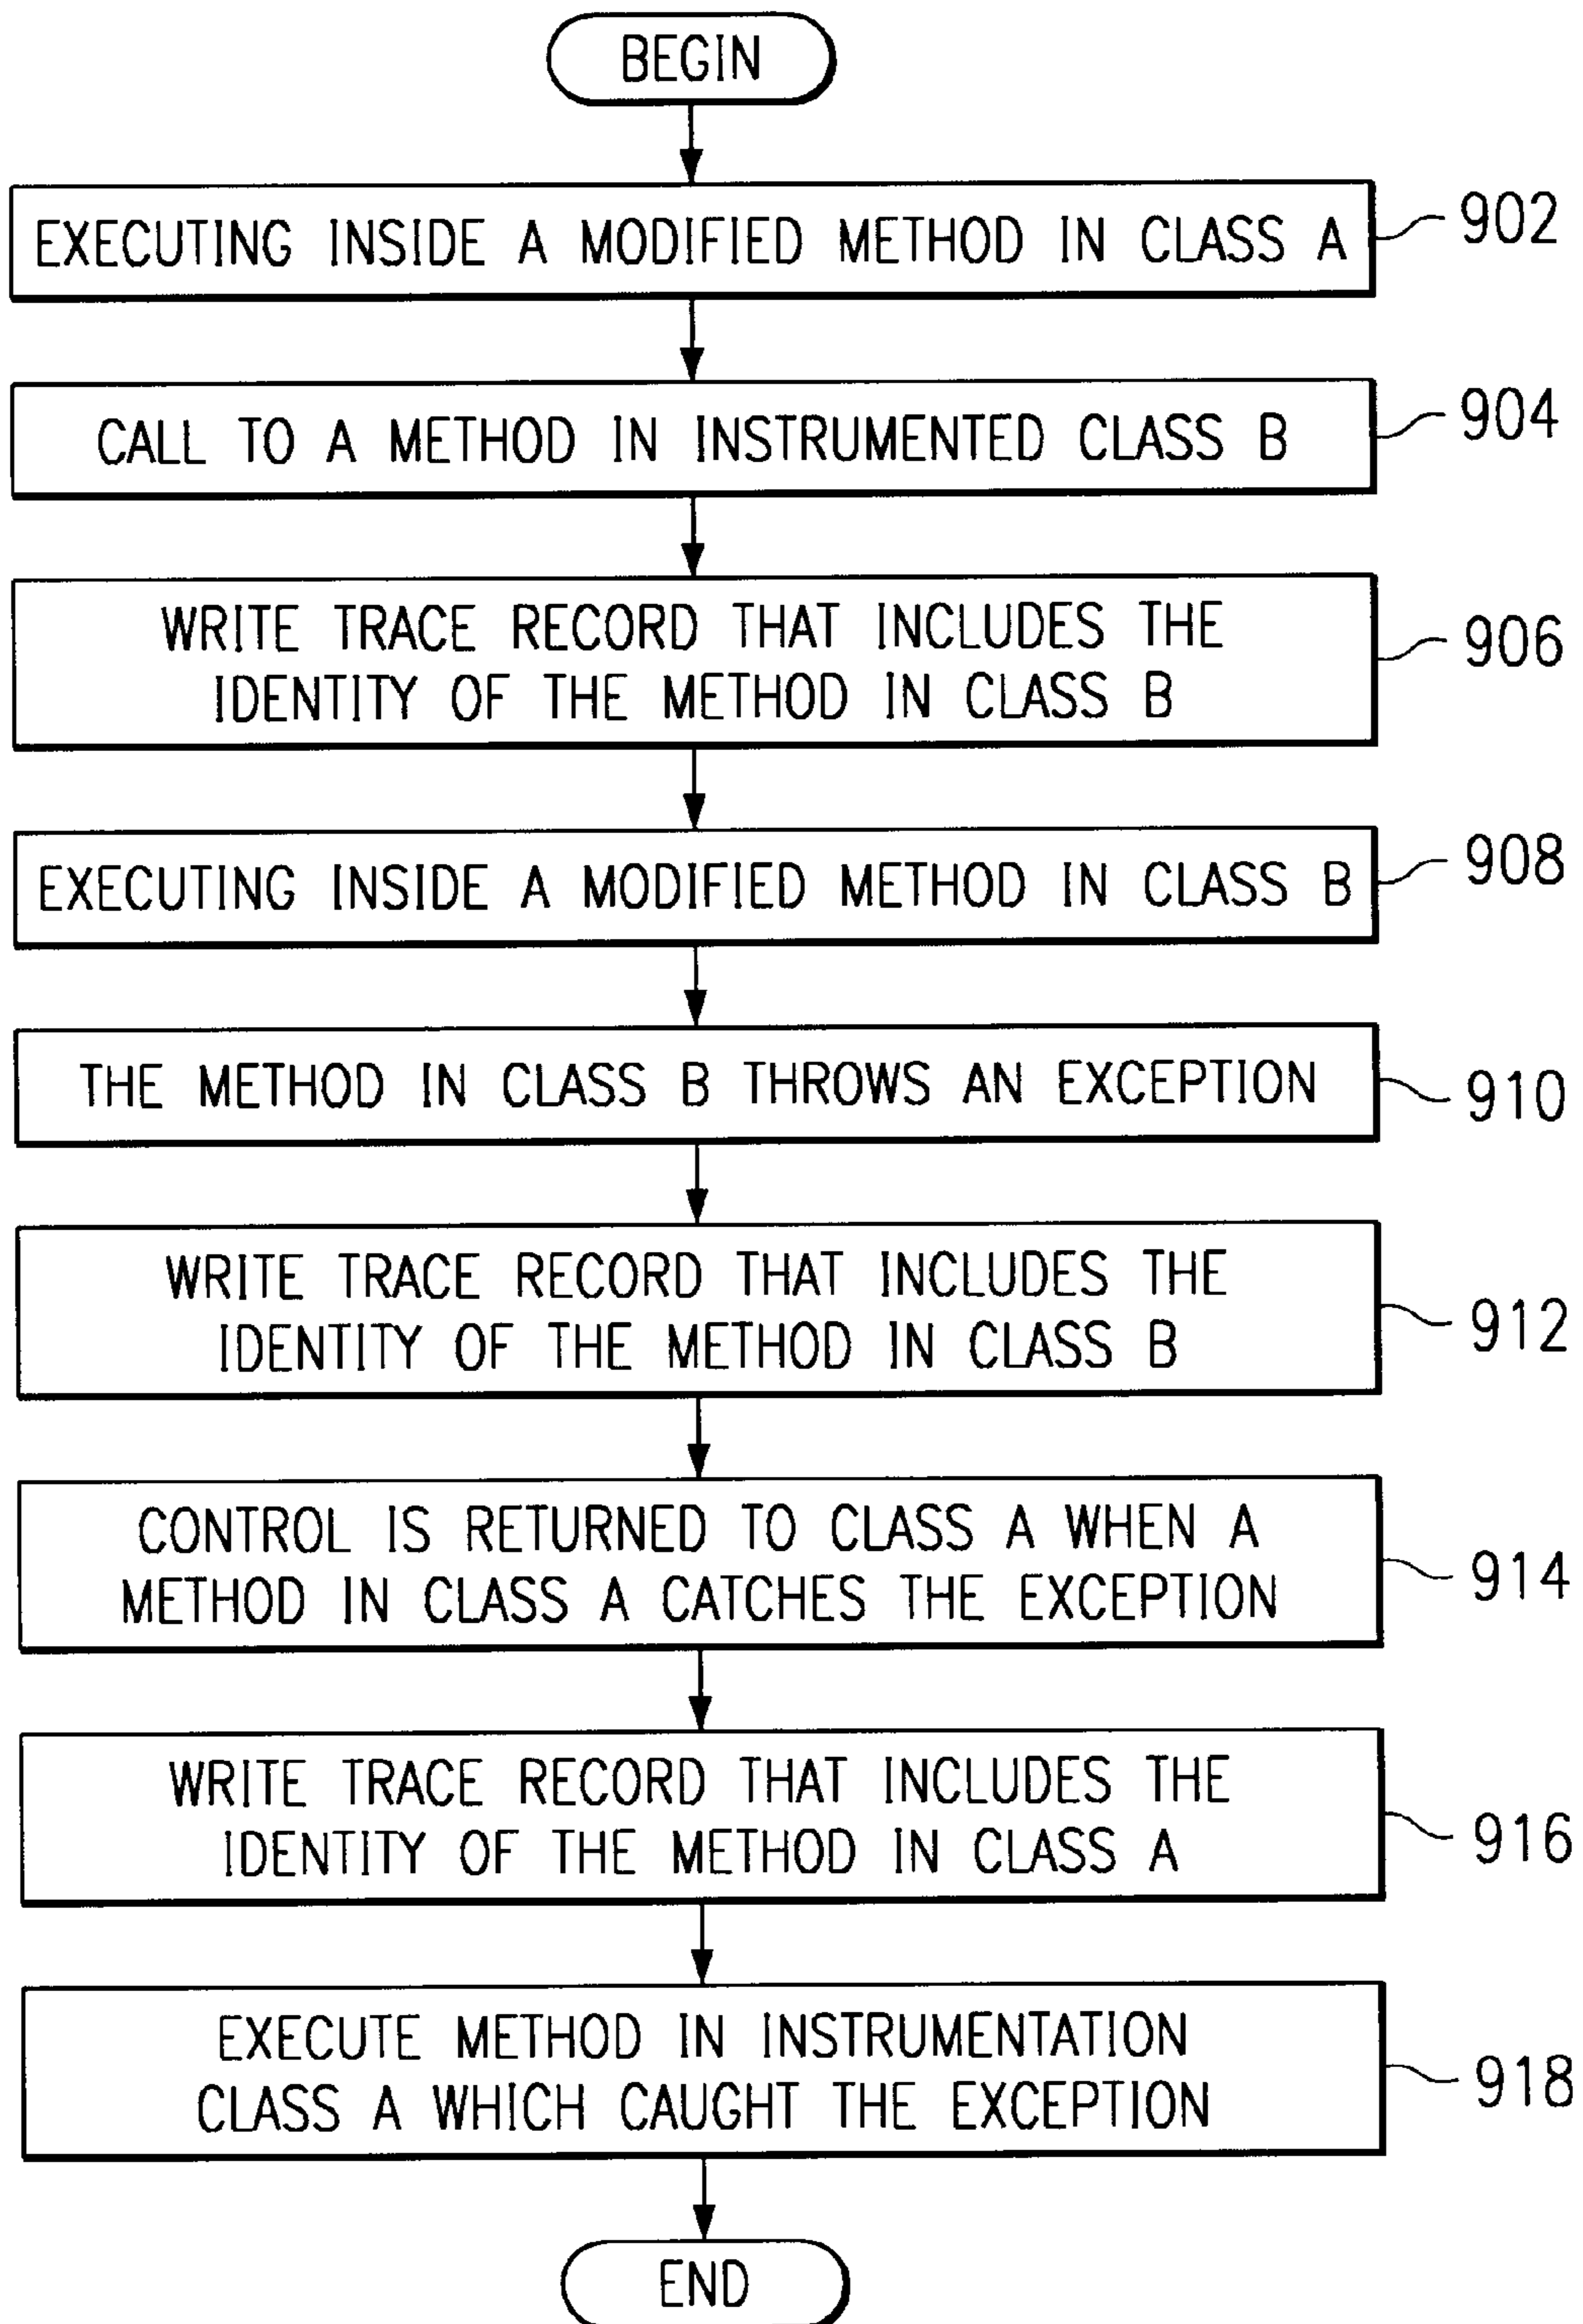 BEGIN
EXECUTING INSIDE A MODIFIED METHOD IN CLASS A
902
CALL TO A METHOD IN INSTRUMENTED CLASS B
904
WRITE TRACE RECORD THAT INCLUDES THE
IDENTITY OF THE METHOD IN CLASS B
906
EXECUTING INSIDE A MODIFIED METHOD IN CLASS B
908
THE METHOD IN CLASS B THROWS AN EXCEPTION
910
WRITE TRACE RECORD THAT INCLUDES THE
IDENTITY OF THE METHOD IN CLASS B
912
CONTROL IS RETURNED TO CLASS A WHEN A
METHOD IN CLASS A CATCHES THE EXCEPTION
914
WRITE TRACE RECORD THAT INCLUDES THE
IDENTITY OF THE METHOD IN CLASS A
916
EXECUTE METHOD IN INSTRUMENTATION
CLASS A WHICH CAUGHT THE EXCEPTION
918
END